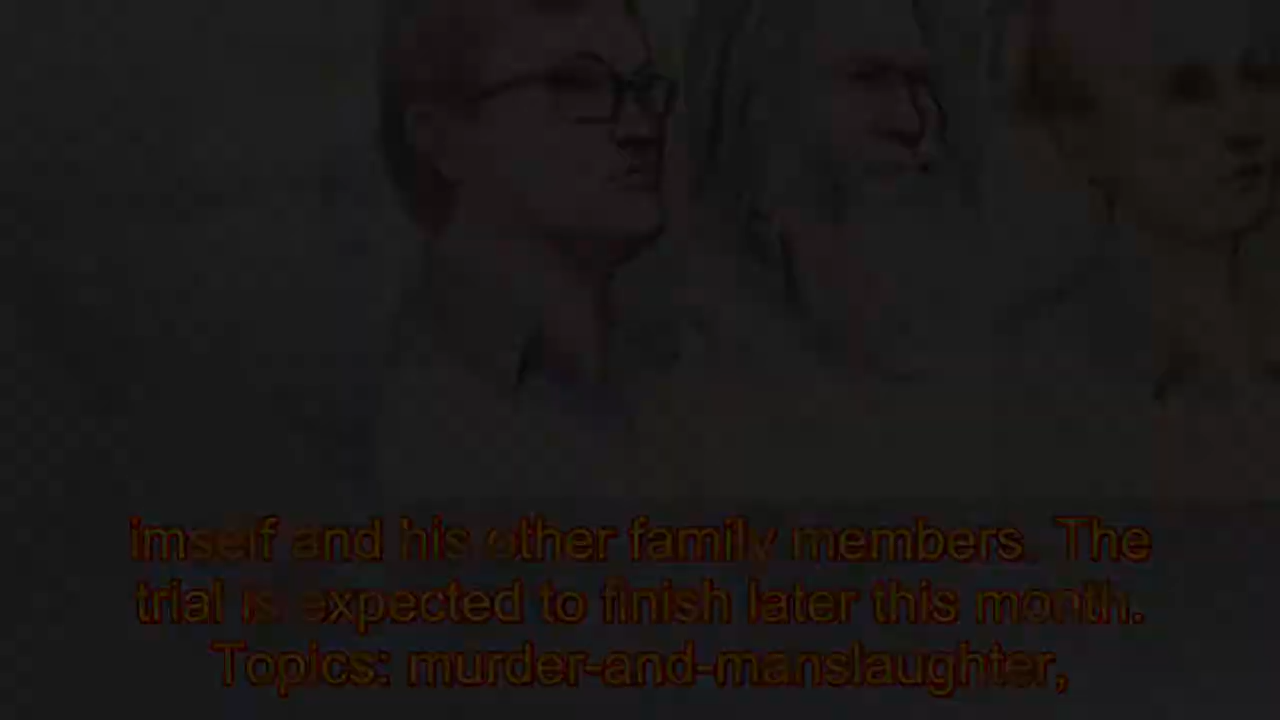 imself and his other family members. The
trial is expected to finish later this month.
Topics: murder-and-manslaughter,